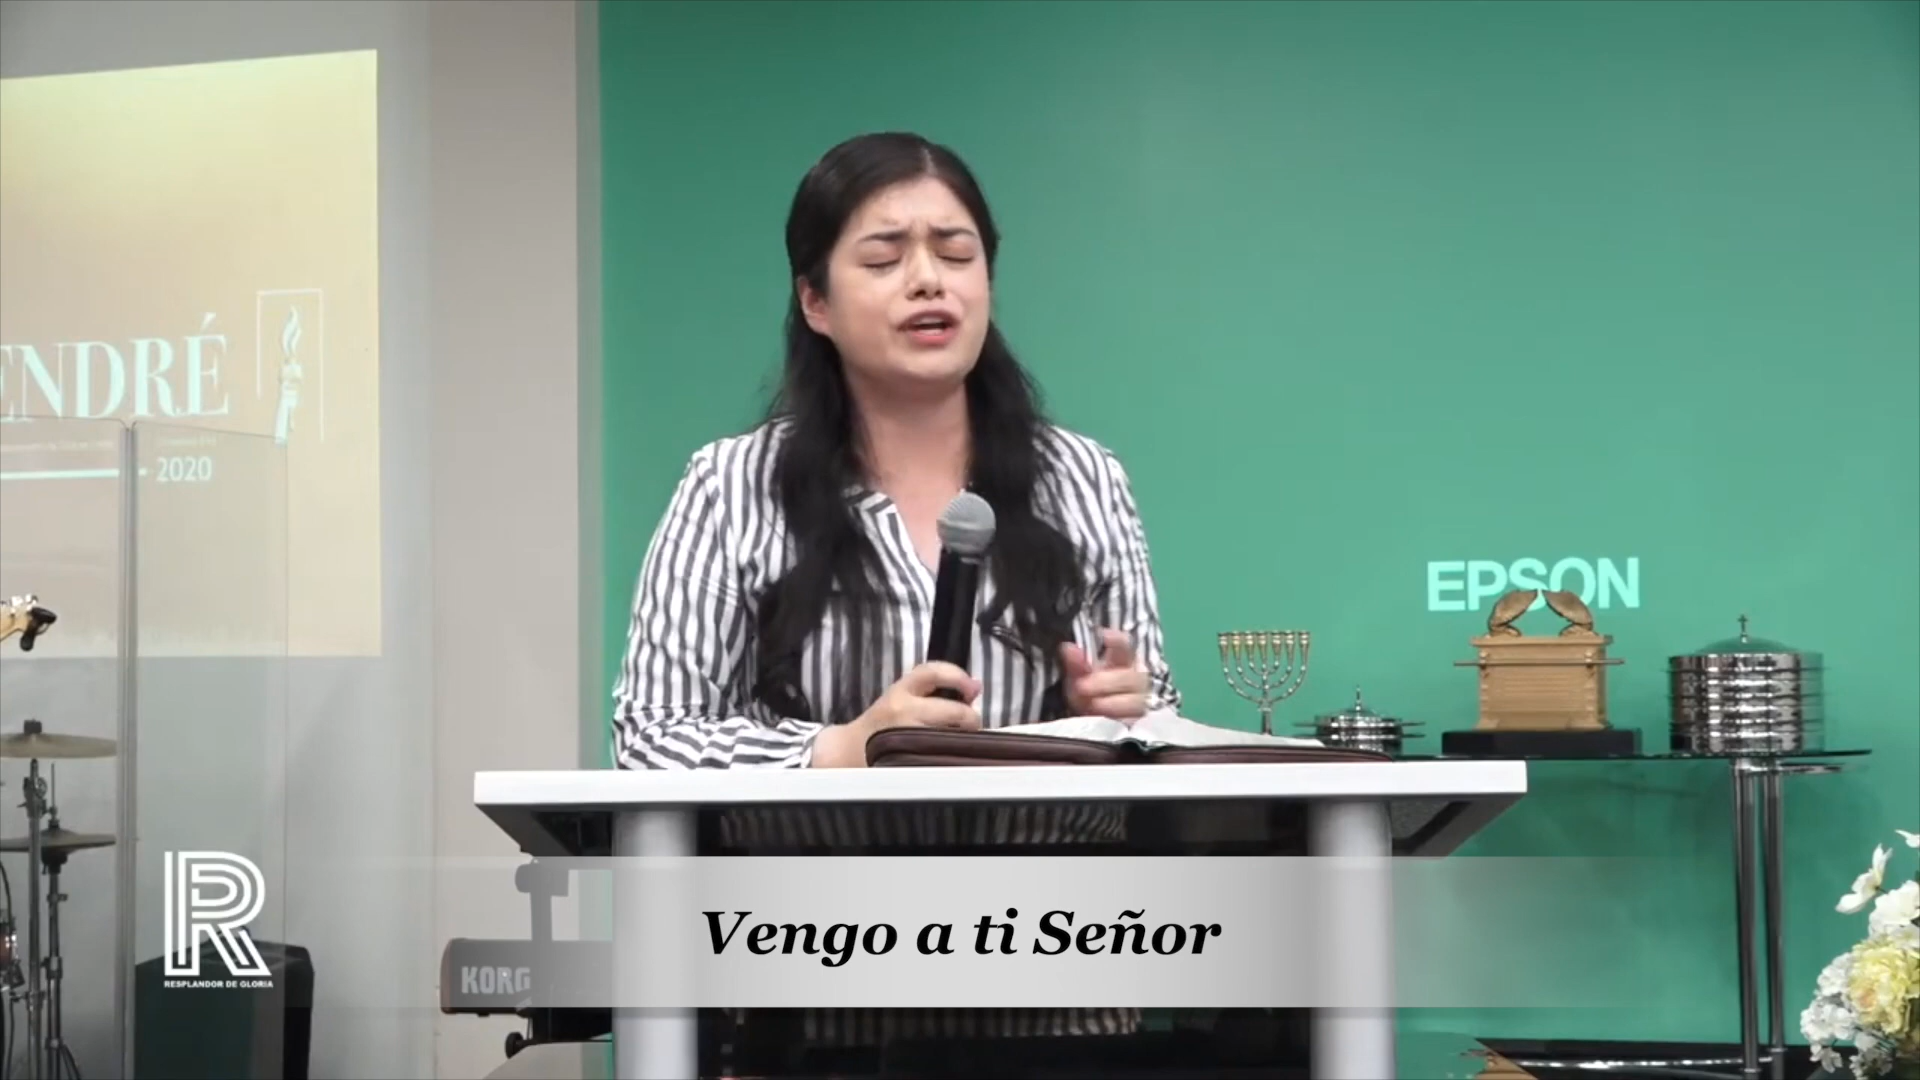 ENDRÉ
2020
EPSON
KORG
RESPLANDOR DE GLORIA
Vengo a ti Señor